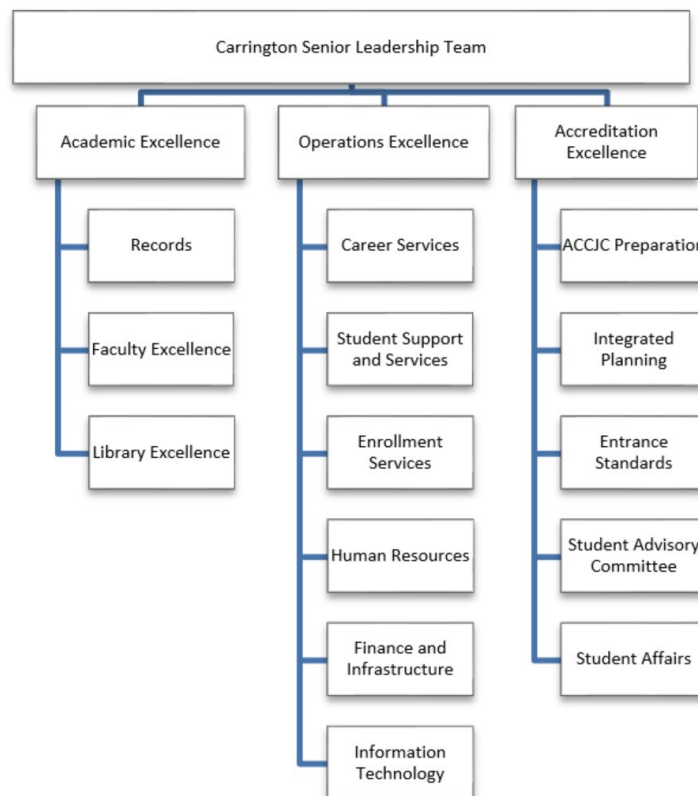 Carrington Senior Leadership Team
Academic Excellence
Records
Faculty Excellence
Library Excellence
Operations Excellence
Career Services
Student Support
and Services
Enrollment
Services
Human Resources
Finance and
Infrastructure
Information
Technology
Accreditation
Excellence
ACCJC Preparation
Integrated
Planning
Entrance
Standards
Student Advisory
Committee
Student Affairs